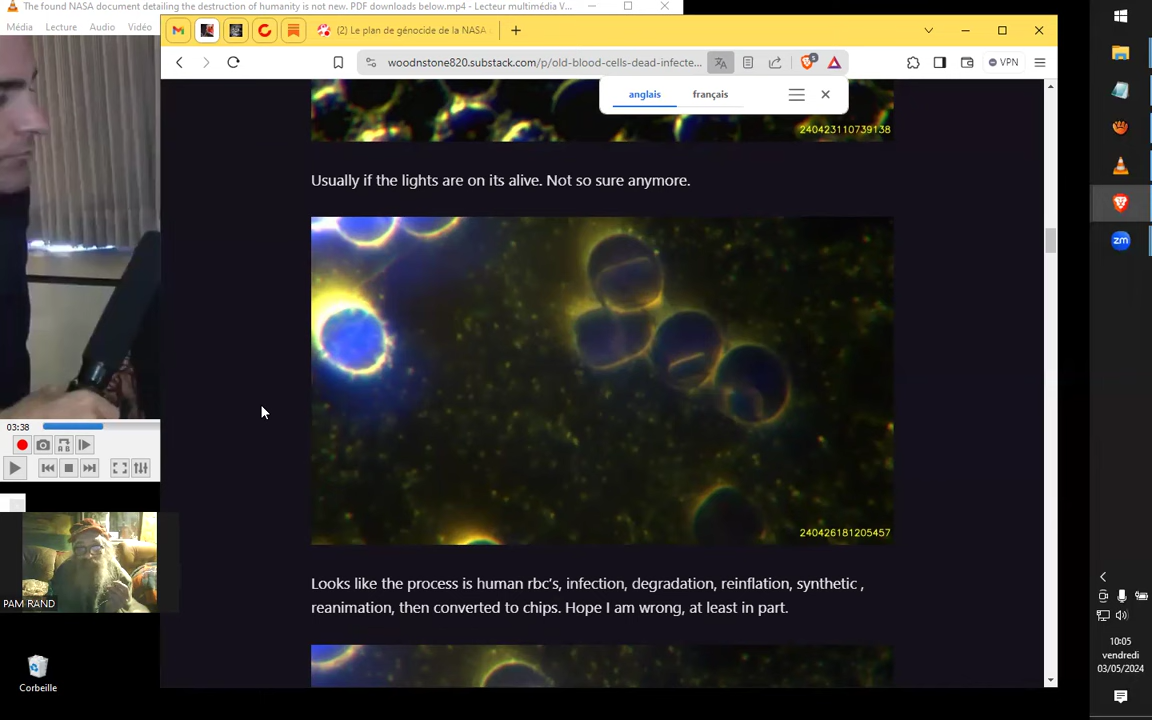 The found NASA document detailing the destruction of humanity is not new. PDF downloads below.mp4 - Lecteur multimédia V...
Média Lecture Audio Vidéo
(2) Le plan de génocide de la NASA
woodnstone820.substack.com/p/old-blood-cells-dead-infecte...
5
VPN
anglais français
240423110739138
Usually if the lights are on its alive. Not so sure anymore.
240426181205457
Looks like the process is human rbc's, infection, degradation, reinflation, synthetic ,
reanimation, then converted to chips. Hope I am wrong, at least in part.
03:38
PAM RAND
Corbeille
zm
10:05
vendredi
03/05/2024